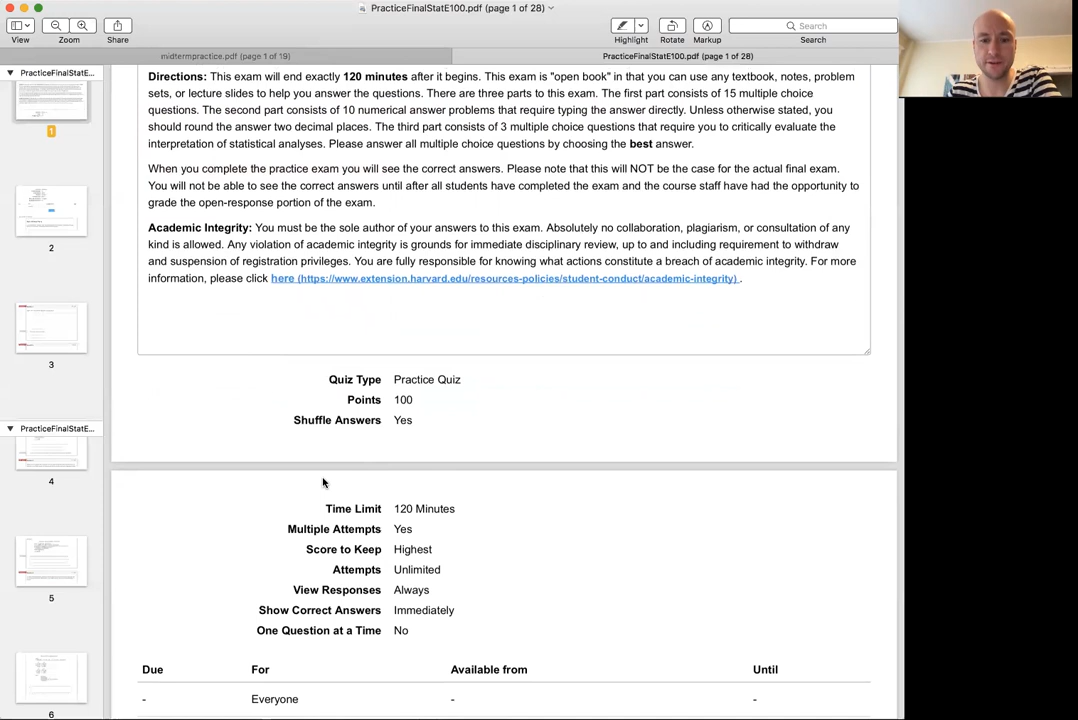 PracticeFinalStatE100.pdf (page 1 of 28)
View
Zoom
Share
Highlight
Rotate
Markup
Search
Search
midtermpractice.pdf (page 1 of 19)
PracticeFinalStatE100.pdf (page 1 of 28)
PracticeFinalStatE...
1
2
3
PracticeFinalStatE...
4
5
6
Directions: This exam will end exactly 120 minutes after it begins. This exam is "open book" in that you can use any textbook, notes, problem
sets, or lecture slides to help you answer the questions. There are three parts to this exam. The first part consists of 15 multiple choice
questions. The second part consists of 10 numerical answer problems that require typing the answer directly. Unless otherwise stated, you
should round the answer two decimal places. The third part consists of 3 multiple choice questions that require you to critically evaluate the
interpretation of statistical analyses. Please answer all multiple choice questions by choosing the best answer.
When you complete the practice exam you will see the correct answers. Please note that this will NOT be the case for the actual final exam.
You will not be able to see the correct answers until after all students have completed the exam and the course staff have had the opportunity to
grade the open-response portion of the exam.
Academic Integrity: You must be the sole author of your answers to this exam. Absolutely no collaboration, plagiarism, or consultation of any
kind is allowed. Any violation of academic integrity is grounds for immediate disciplinary review, up to and including requirement to withdraw
and suspension of registration privileges. You are fully responsible for knowing what actions constitute a breach of academic integrity. For more
information, please click here (https://www.extension.harvard.edu/resources-policies/student-conduct/academic-integrity) .
Quiz Type Practice Quiz
Points 100
Shuffle Answers Yes
Time Limit 120 Minutes
Multiple Attempts Yes
Score to Keep Highest
Attempts Unlimited
View Responses Always
Show Correct Answers Immediately
One Question at a Time No
Due For Available from Until
- Everyone - -